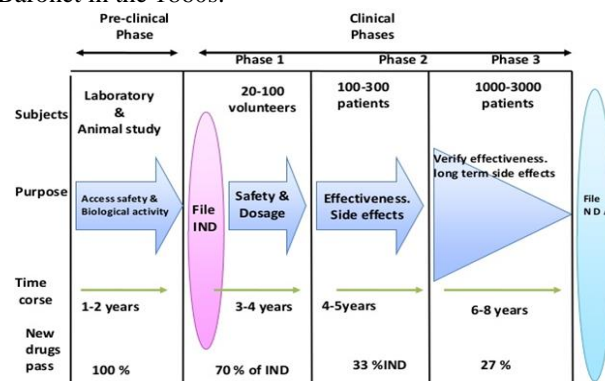 Pre-clinical
Phase
Clinical
Phases
Phase 1
Phase 2
Phase 3
Subjects
Laboratory
&
Animal study
20-100
volunteers
100-300
patients
1000-3000
patients
Purpose
Access safety &
Biological activity
File
IND
Safety &
Dosage
Effectiveness.
Side effects
Verify effectiveness.
long term side effects
File
N D
Time
corse
1-2 years
3-4 years
4-5years
6-8 years
New
drugs
pass
100 %
70 % of IND
33 %IND
27 %